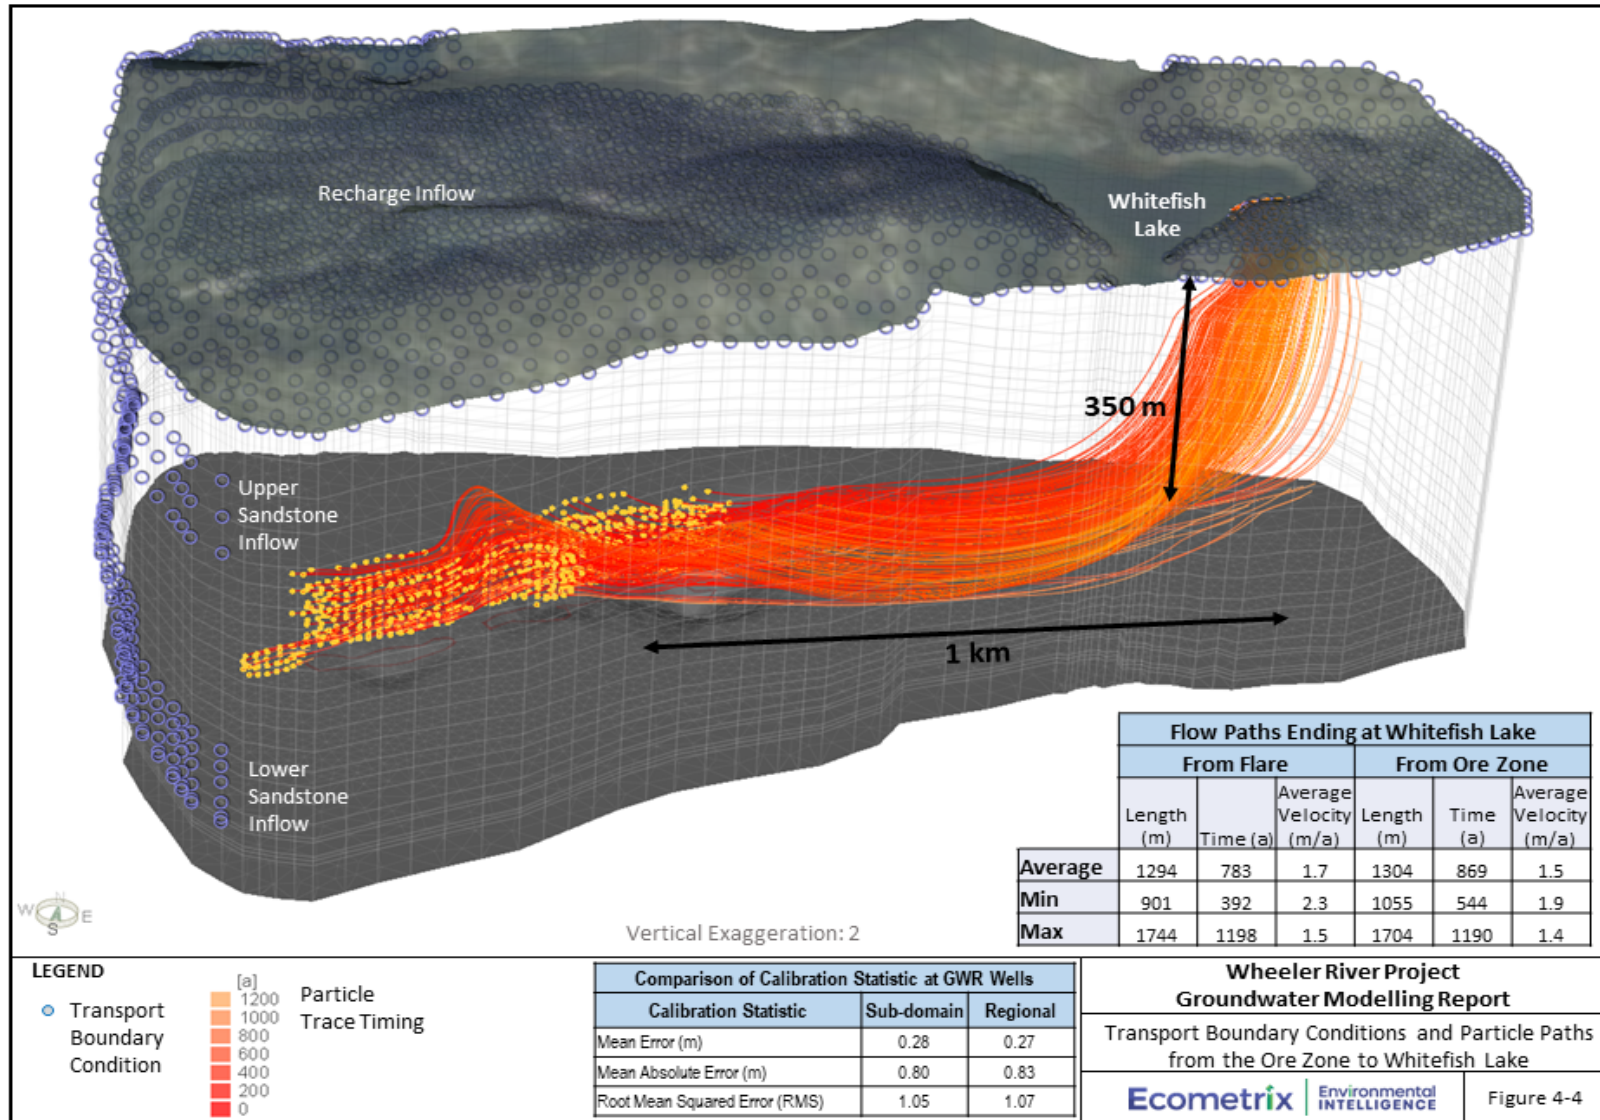 Recharge Inflow
Whitefish
Lake
350 m
Upper
Sandstone
Inflow
1 km
Lower
Sandstone
Inflow
N
W E
S
Vertical Exaggeration: 2
Flow Paths Ending at Whitefish Lake
From Flare From Ore Zone
Length (m) Time (a) Average Velocity (m/a) Length (m) Time (a) Average Velocity (m/a)
Average 1294 783 1.7 1304 869 1.5
Min 901 392 2.3 1055 544 1.9
Max 1744 1198 1.5 1704 1190 1.4
LEGEND
Transport
Boundary
Condition
[a]
1200
1000
800
600
400
200
0
Particle
Trace Timing
Comparison of Calibration Statistic at GWR Wells
Calibration Statistic Sub-domain Regional
Mean Error (m) 0.28 0.27
Mean Absolute Error (m) 0.80 0.83
Root Mean Squared Error (RMS) 1.05 1.07
Wheeler River Project
Groundwater Modelling Report
Transport Boundary Conditions and Particle Paths
from the Ore Zone to Whitefish Lake
Ecometrix Environmental
INTELLIGENCE
Figure 4-4